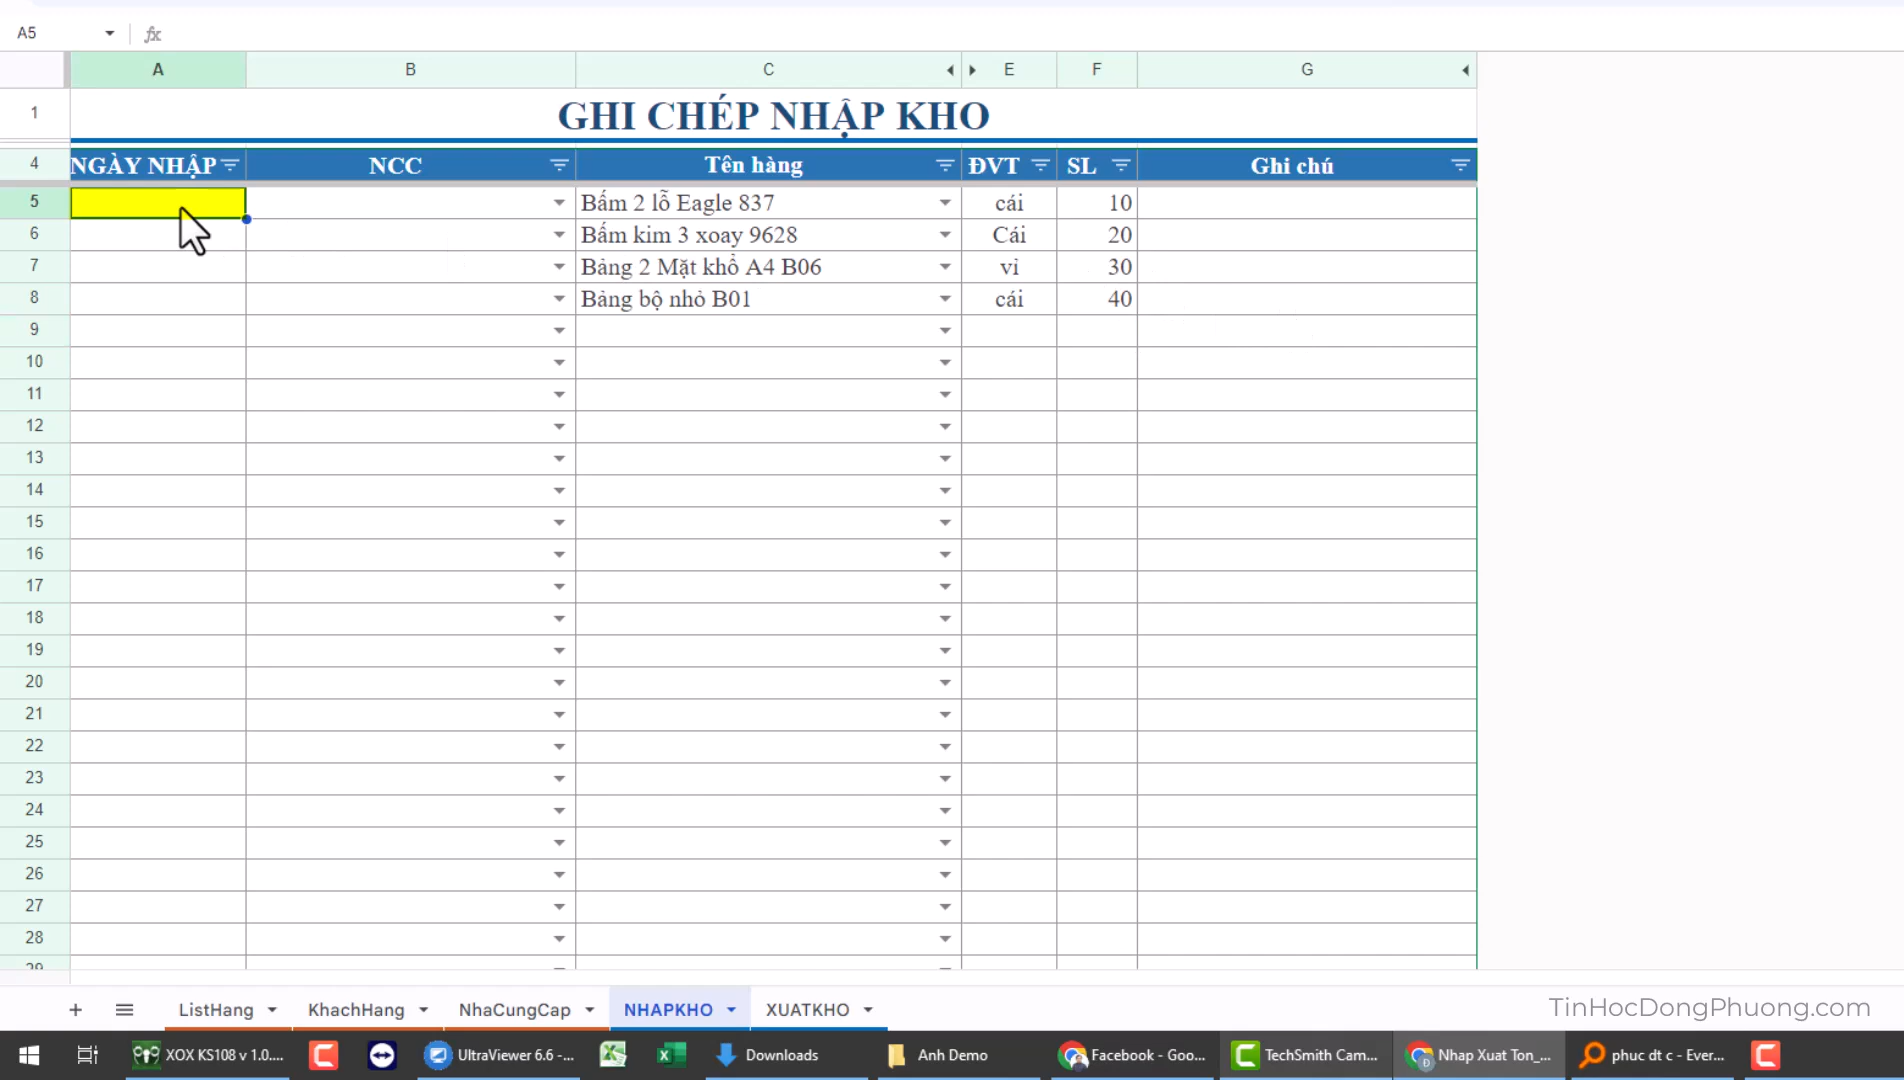 A5
fx
A B C E F G
1 GHI CHÉP NHẬP KHO
4 NGÀY NHẬP NCC Tên hàng ĐVT SL Ghi chú
5 Bấm 2 lỗ Eagle 837 cái 10
6 Bấm kim 3 xoay 9628 Cái 20
7 Bảng 2 Mặt khổ A4 B06 vỉ 30
8 Bảng bộ nhỏ B01 cái 40
9
10
11
12
13
14
15
16
17
18
19
20
21
22
23
24
25
26
27
28
29
+ ListHang KhachHang NhaCungCap NHAPKHO XUATKHO
TinHocDongPhuong.com
XOX KS108 v 1.0.... UltraViewer 6.6 -... Downloads Anh Demo Facebook - Goo... TechSmith Cam... Nhap Xuat Ton_... phuc dt c - Ever...